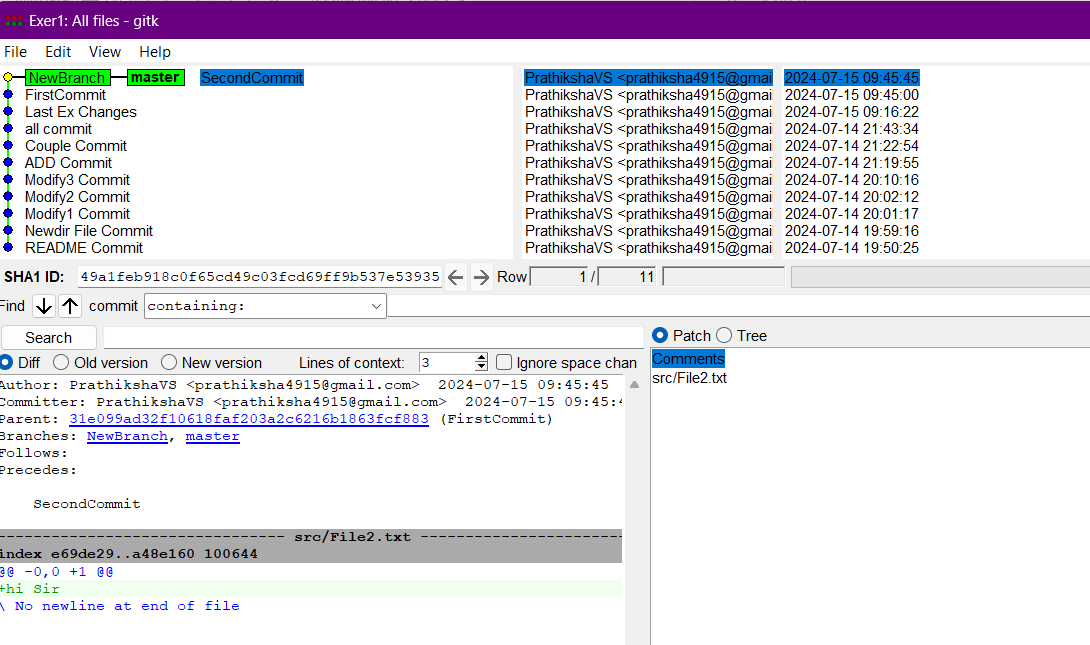 Exer1: All files - gitk
File Edit View Help
NewBranch master SecondCommit PrathikshaVS <prathiksha4915@gmai 2024-07-15 09:45:45
FirstCommit PrathikshaVS <prathiksha4915@gmai 2024-07-15 09:45:00
Last Ex Changes PrathikshaVS <prathiksha4915@gmai 2024-07-15 09:16:22
all commit PrathikshaVS <prathiksha4915@gmai 2024-07-14 21:43:34
Couple Commit PrathikshaVS <prathiksha4915@gmai 2024-07-14 21:22:54
ADD Commit PrathikshaVS <prathiksha4915@gmai 2024-07-14 21:19:55
Modify3 Commit PrathikshaVS <prathiksha4915@gmai 2024-07-14 20:10:16
Modify2 Commit PrathikshaVS <prathiksha4915@gmai 2024-07-14 20:02:12
Modify1 Commit PrathikshaVS <prathiksha4915@gmai 2024-07-14 20:01:17
Newdir File Commit PrathikshaVS <prathiksha4915@gmai 2024-07-14 19:59:16
README Commit PrathikshaVS <prathiksha4915@gmai 2024-07-14 19:50:25
SHA1 ID: 49a1feb918c0f65cd49c03fcd69ff9b537e53935 Row 1 / 11
Find commit containing:
Search Patch Tree
Diff Old version New version Lines of context: 3 Ignore space chan
Comments
src/File2.txt
Author: PrathikshaVS <prathiksha4915@gmail.com> 2024-07-15 09:45:45
Committer: PrathikshaVS <prathiksha4915@gmail.com> 2024-07-15 09:45:4
Parent: 31e099ad32f10618faf203a2c6216b1863fcf883 (FirstCommit)
Branches: NewBranch, master
Follows:
Precedes:
SecondCommit
------------------------------- src/File2.txt -----------------------
index e69de29..a48e160 100644
@@ -0,0 +1 @@
+hi Sir
\ No newline at end of file